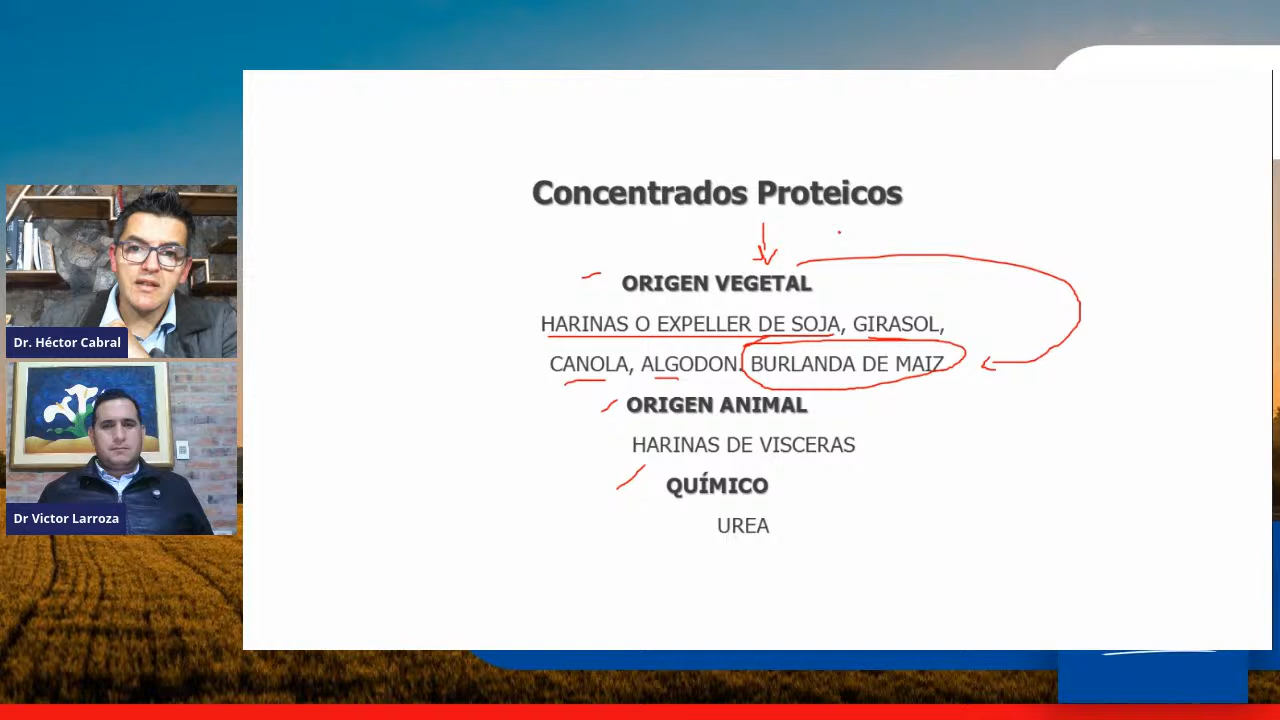 Concentrados Proteicos
ORIGEN VEGETAL
HARINAS O EXPELLER DE SOJA, GIRASOL,
CANOLA, ALGODON. BURLANDA DE MAIZ
ORIGEN ANIMAL
HARINAS DE VISCERAS
QUÍMICO
UREA
Dr. Héctor Cabral
Dr Victor Larroza